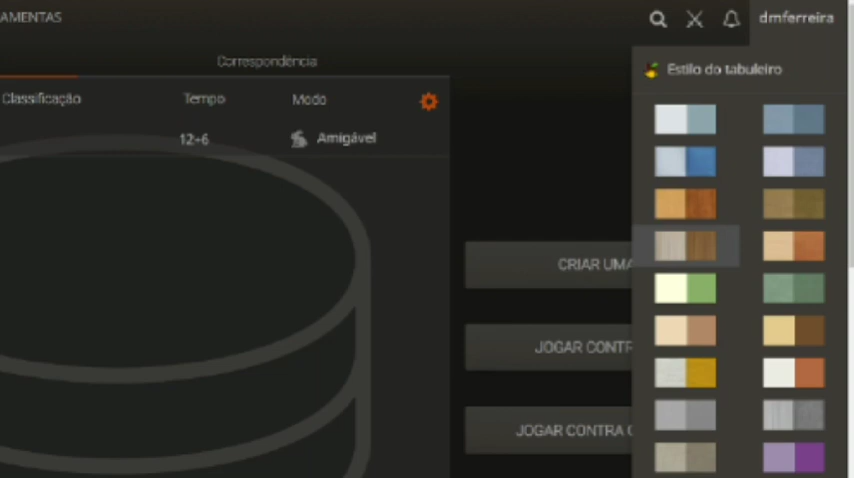 AMENTAS
dmferreira
Correspondência
Estilo do tabuleiro
Classificação Tempo Modo
12+6 Amigável
CRIAR UMA
JOGAR CONTR
JOGAR CONTRA